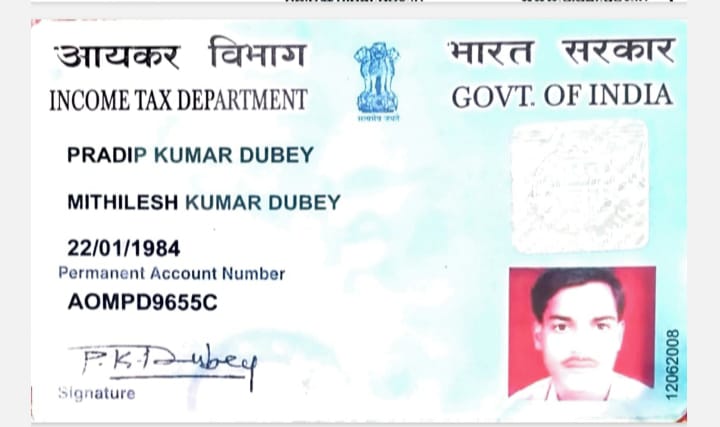 आयकर विभाग
INCOME TAX DEPARTMENT
सत्यमेव जयते
भारत सरकार
GOVT. OF INDIA
PRADIP KUMAR DUBEY
MITHILESH KUMAR DUBEY
22/01/1984
Permanent Account Number
AOMPD9655C
P.K.Dubey
Signature
12062008